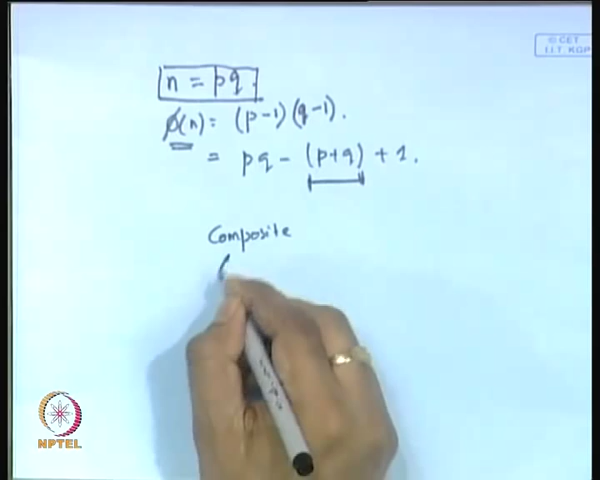 © CET
I.I.T. KGP
n = pq.
φ(n) = (p-1)(q-1).
= pq - (p+q) + 1.
Composite
NPTEL